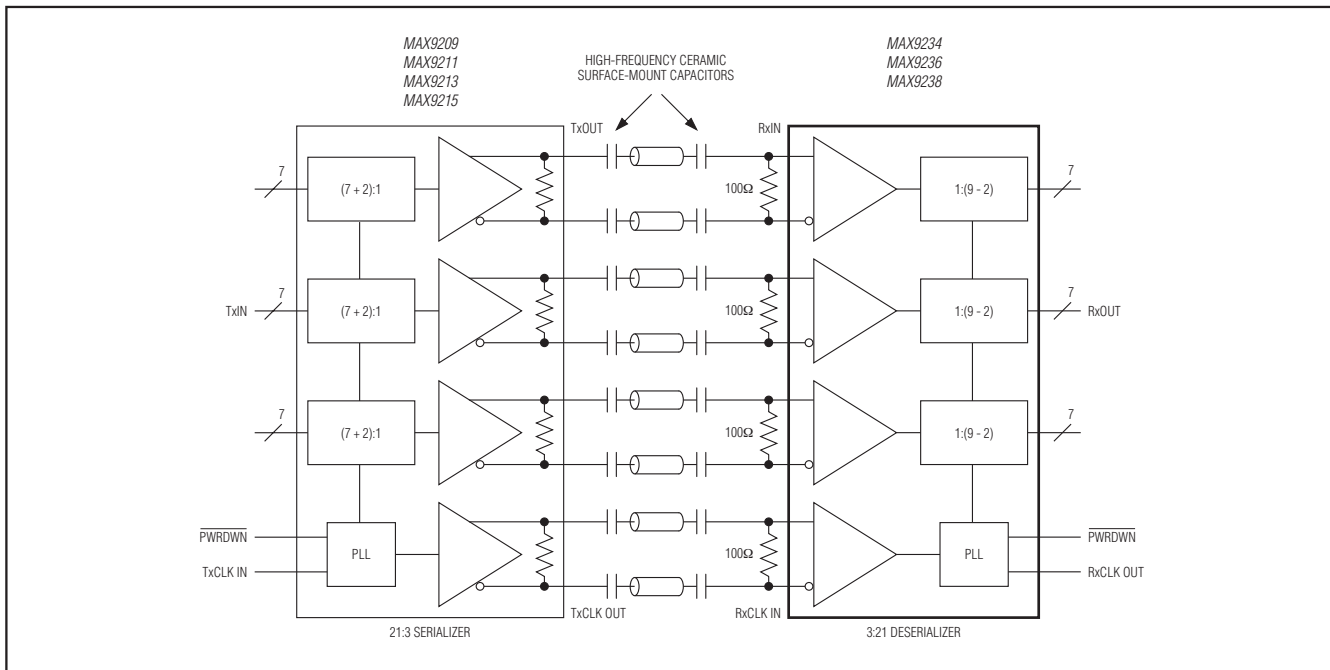 MAX9209
MAX9211
MAX9213
MAX9215
HIGH-FREQUENCY CERAMIC
SURFACE-MOUNT CAPACITORS
MAX9234
MAX9236
MAX9238
TxOUT
RxIN
7
(7 + 2):1
100Ω
1:(9 - 2)
7
TxIN
7
(7 + 2):1
100Ω
1:(9 - 2)
7
RxOUT
7
(7 + 2):1
100Ω
1:(9 - 2)
7
PWRDWN
TxCLK IN
PLL
100Ω
PLL
PWRDWN
RxCLK OUT
TxCLK OUT
RxCLK IN
21:3 SERIALIZER
3:21 DESERIALIZER